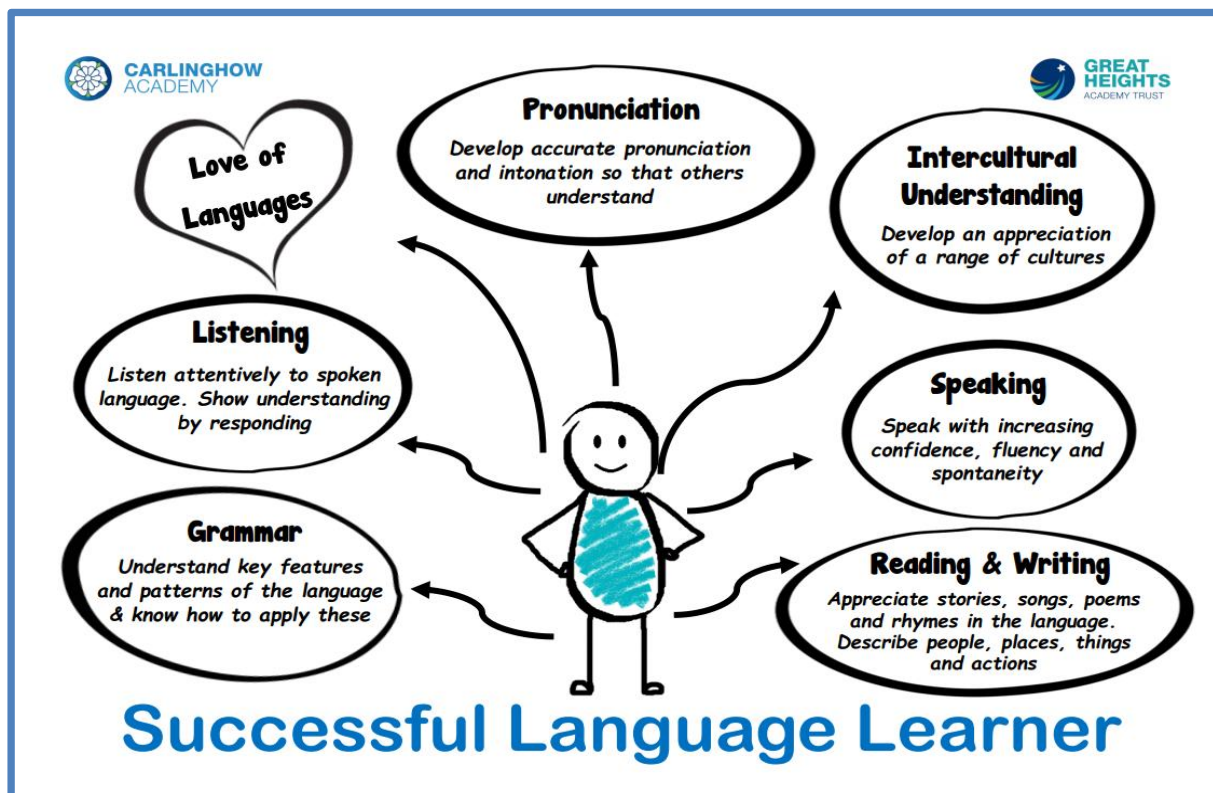 CARLINGHOW
ACADEMY
GREAT
HEIGHTS
ACADEMY TRUST
Love of
Languages
Pronunciation
Develop accurate pronunciation
and intonation so that others
understand
Intercultural
Understanding
Develop an appreciation
of a range of cultures
Listening
Listen attentively to spoken
language. Show understanding
by responding
Speaking
Speak with increasing
confidence, fluency and
spontaneity
Grammar
Understand key features
and patterns of the language
& know how to apply these
Reading & Writing
Appreciate stories, songs, poems
and rhymes in the language.
Describe people, places, things
and actions
Successful Language Learner